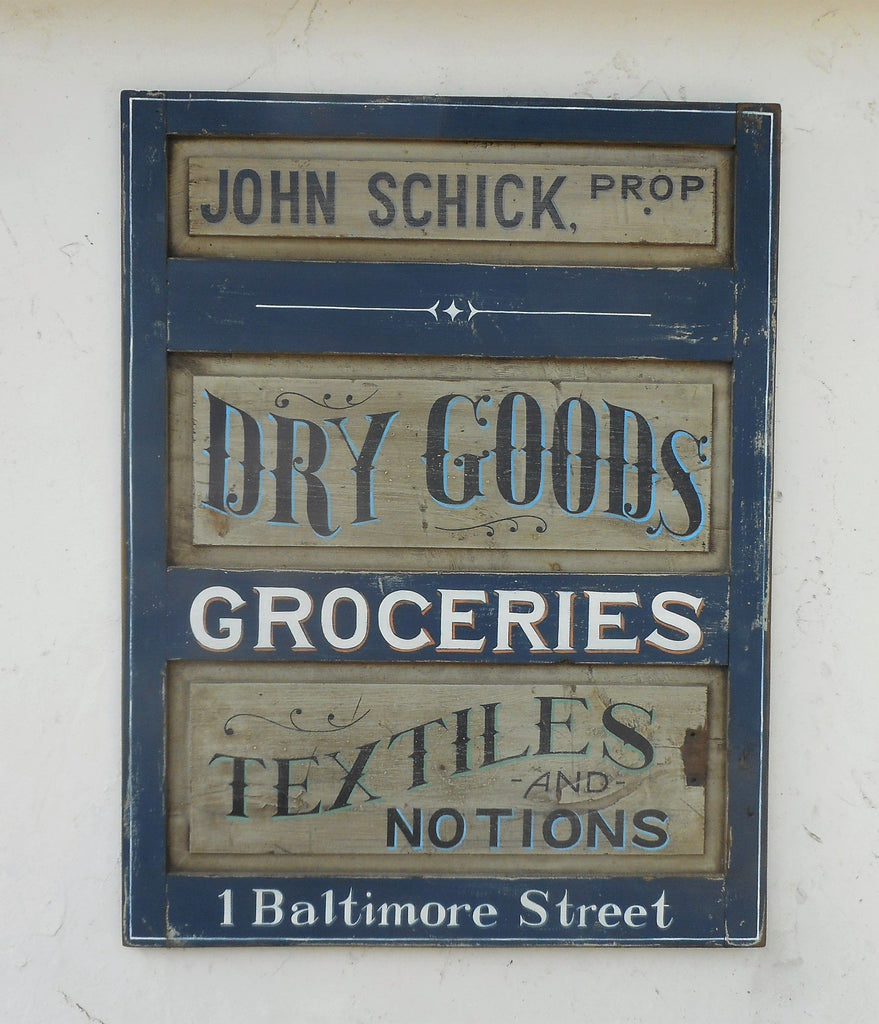 JOHN SCHICK, PROP.
DRY GOODS
GROCERIES
TEXTILES
-AND-
NOTIONS
1 Baltimore Street